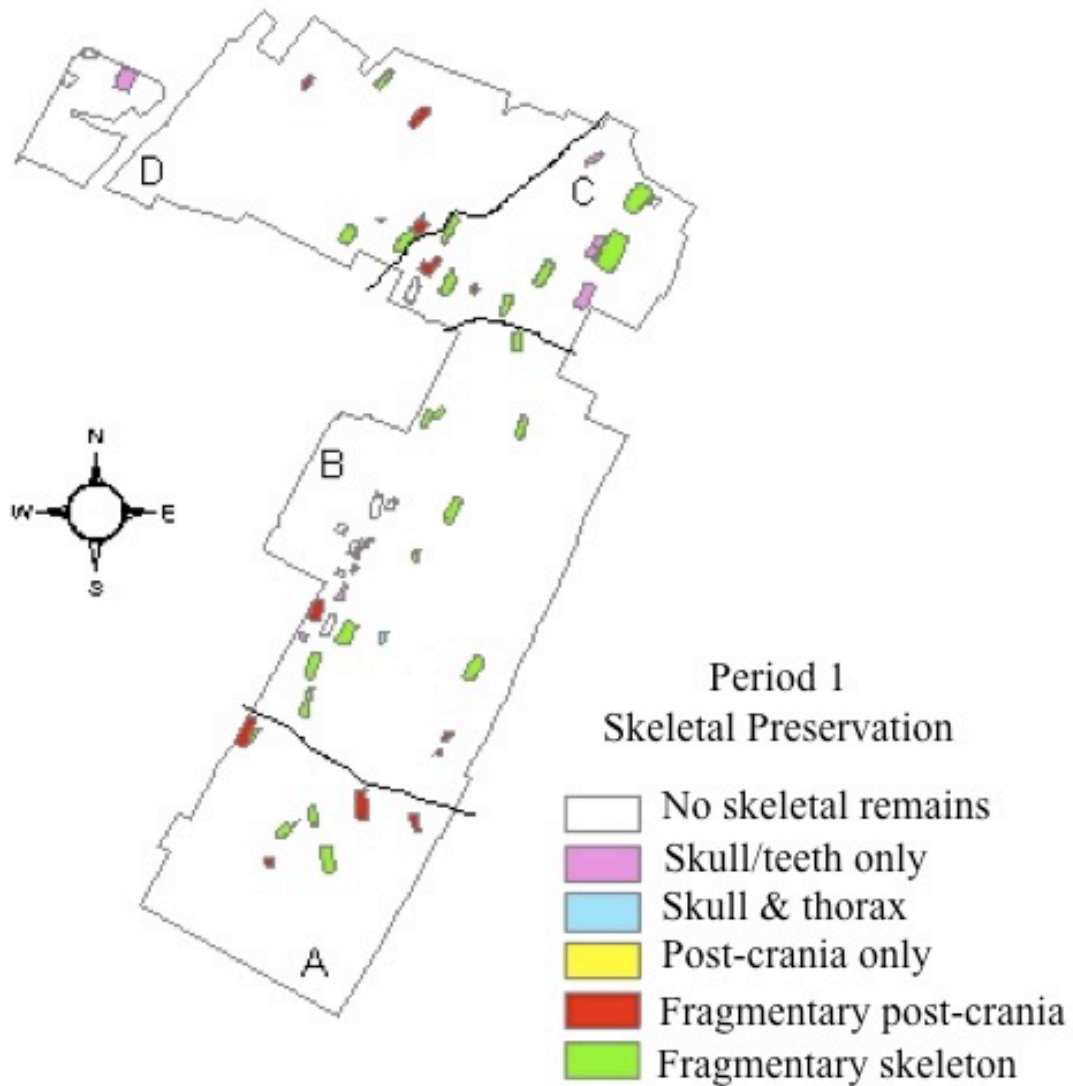 D
C
B
N
W
E
S
A
Period 1
Skeletal Preservation
No skeletal remains
Skull/teeth only
Skull & thorax
Post-crania only
Fragmentary post-crania
Fragmentary skeleton